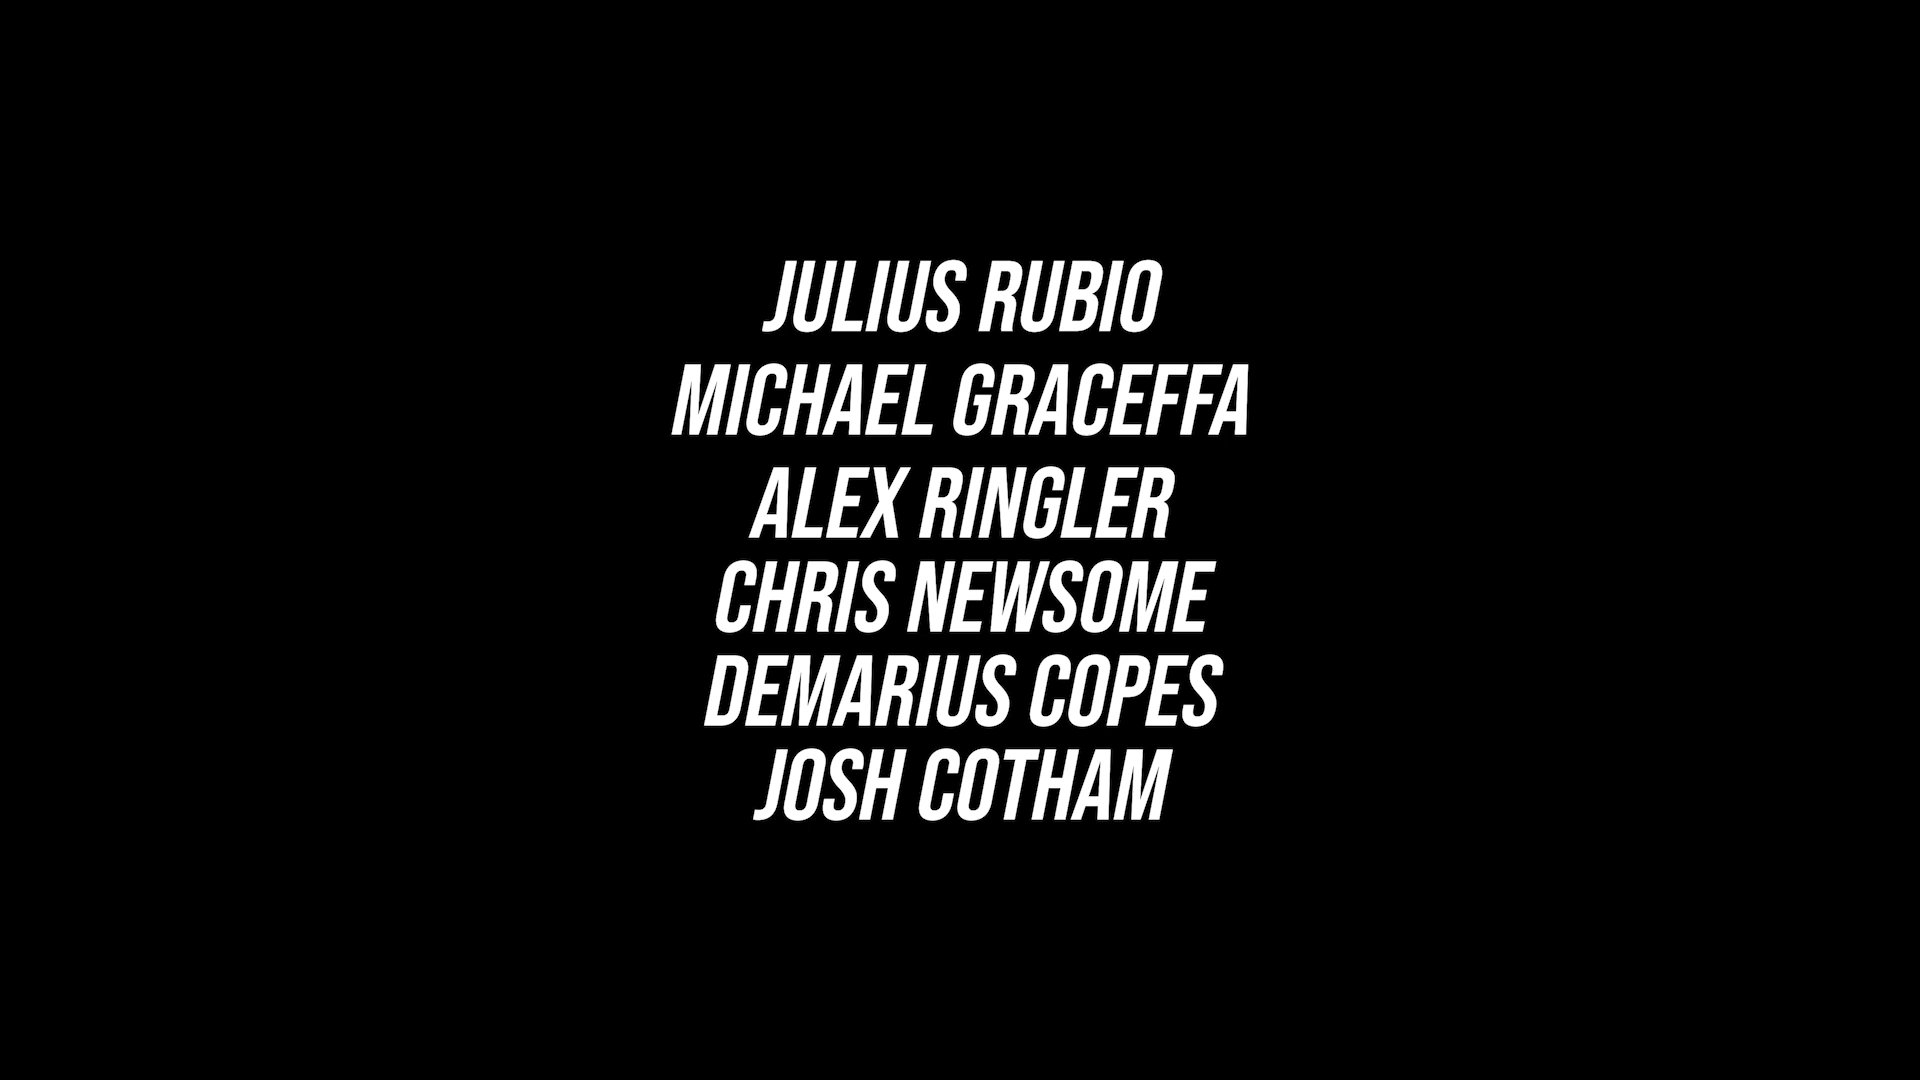 JULIUS RUBIO
MICHAEL GRACEFFA
ALEX RINGLER
CHRIS NEWSOME
DEMARIUS COPES
JOSH COTHAM